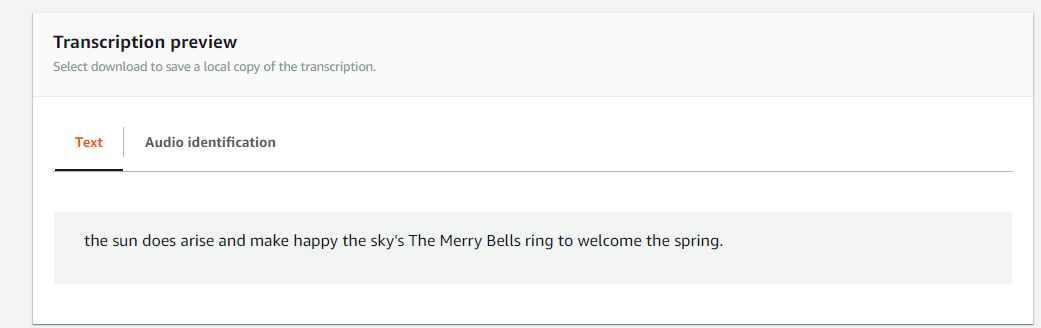 Transcription preview
Select download to save a local copy of the transcription.
Text
Audio identification
the sun does arise and make happy the sky's The Merry Bells ring to welcome the spring.